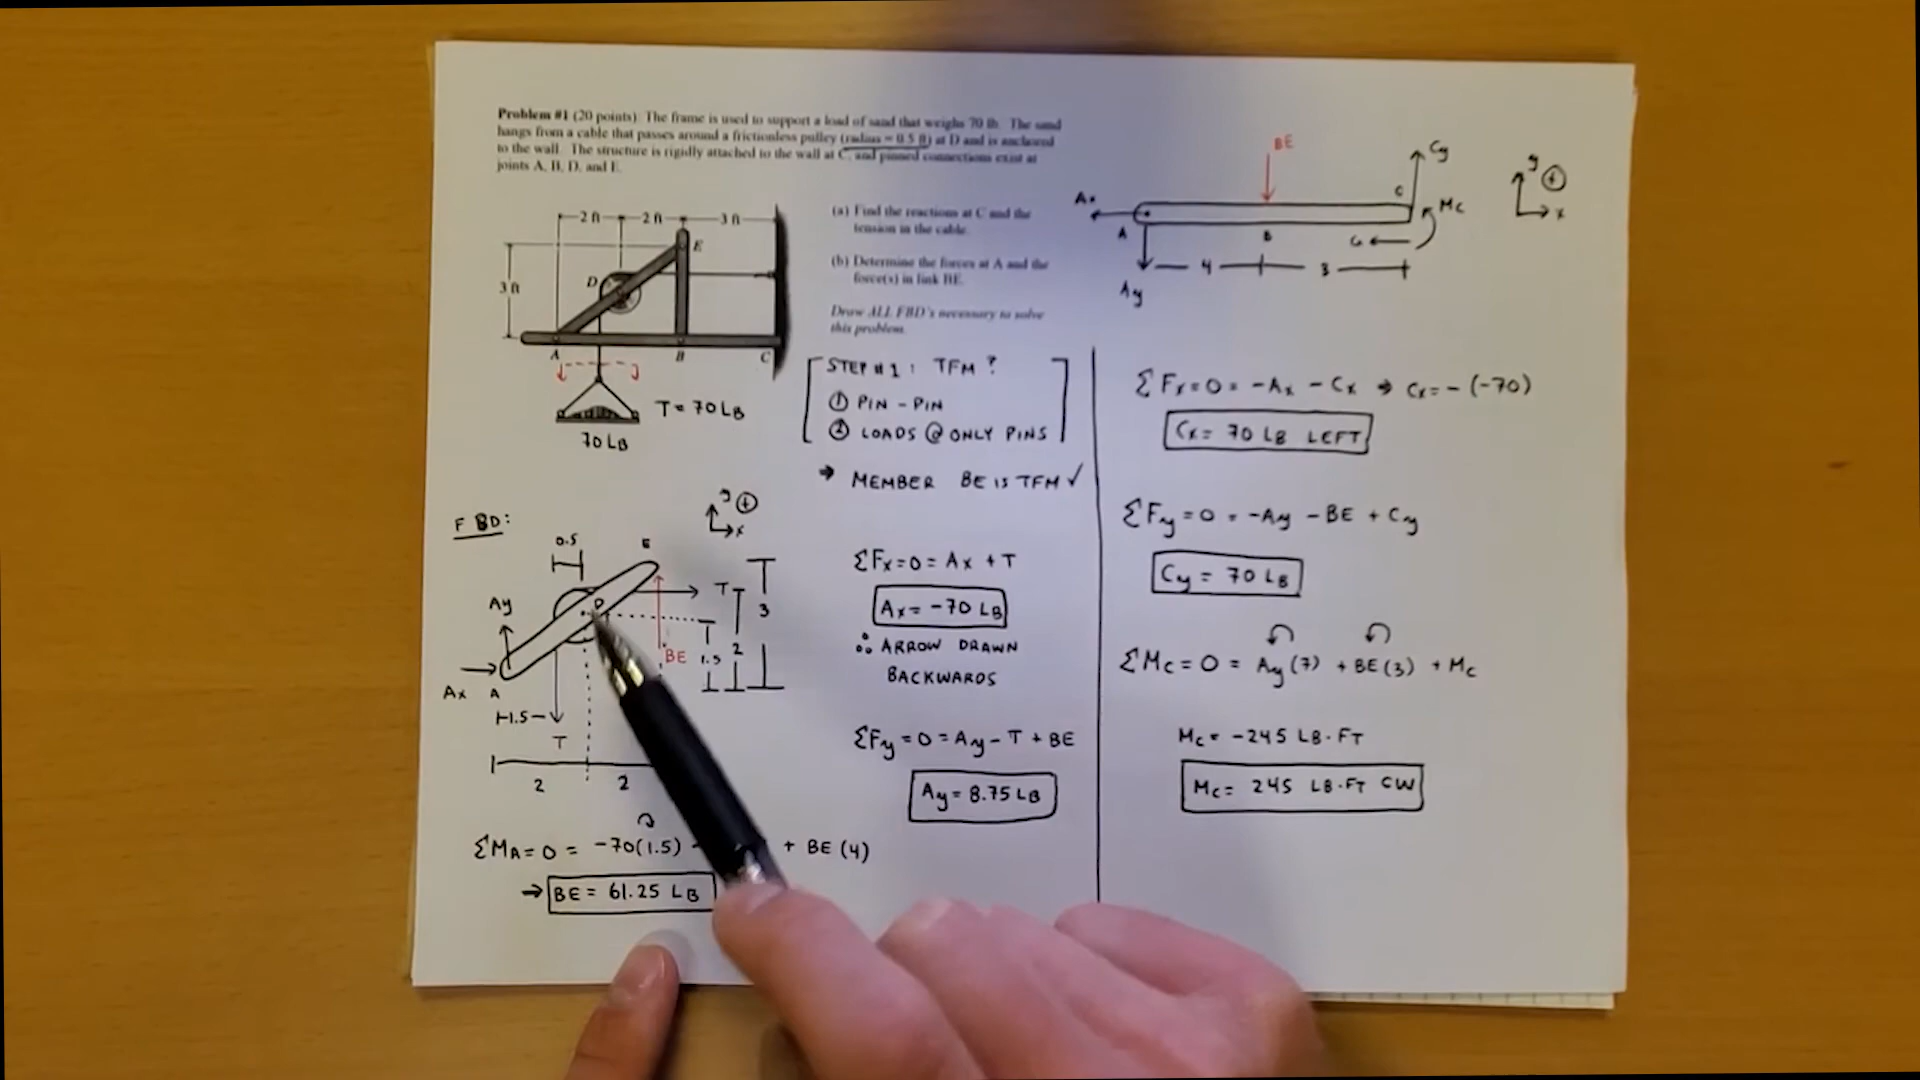 Problem #1 (20 points) The frame is used to support a load of sand that weighs 70 lb. The sand
hangs from a cable that passes around a frictionless pulley (radius = 0.5 ft) at D and is anchored
to the wall. The structure is rigidly attached to the wall at C, and pinned connections exist at
joints A, B, D, and E.
2 ft 2 ft 3 ft
E
D
3 ft
A B C
T = 70 LB
70 LB
(a) Find the reactions at C and the
tension in the cable.
(b) Determine the forces at A and the
force(s) in link BE.
Draw ALL FBD's necessary to solve
this problem.
STEP #1: TFM?
① PIN - PIN
② LOADS @ ONLY PINS
→ MEMBER BE IS TFM ✓
FBD:
y +
x
0.5
E
Ay
D
T
3
BE
1.5 2
Ax A
1.5
T
2 2
ΣMA = 0 = -70(1.5) - + BE (4)
→ BE = 61.25 LB
ΣFx = 0 = Ax + T
Ax = -70 LB
∴ ARROW DRAWN
BACKWARDS
ΣFy = 0 = Ay - T + BE
Ay = 8.75 LB
BE
Cy
y +
x
Ax
C
Mc
A
B
4 3
Ay
ΣFx = 0 = -Ax - Cx → Cx = - (-70)
Cx = 70 LB LEFT
ΣFy = 0 = -Ay - BE + Cy
Cy = 70 LB
ΣMc = 0 = Ay (7) + BE (3) + Mc
Mc = -245 LB·FT
Mc = 245 LB·FT CW